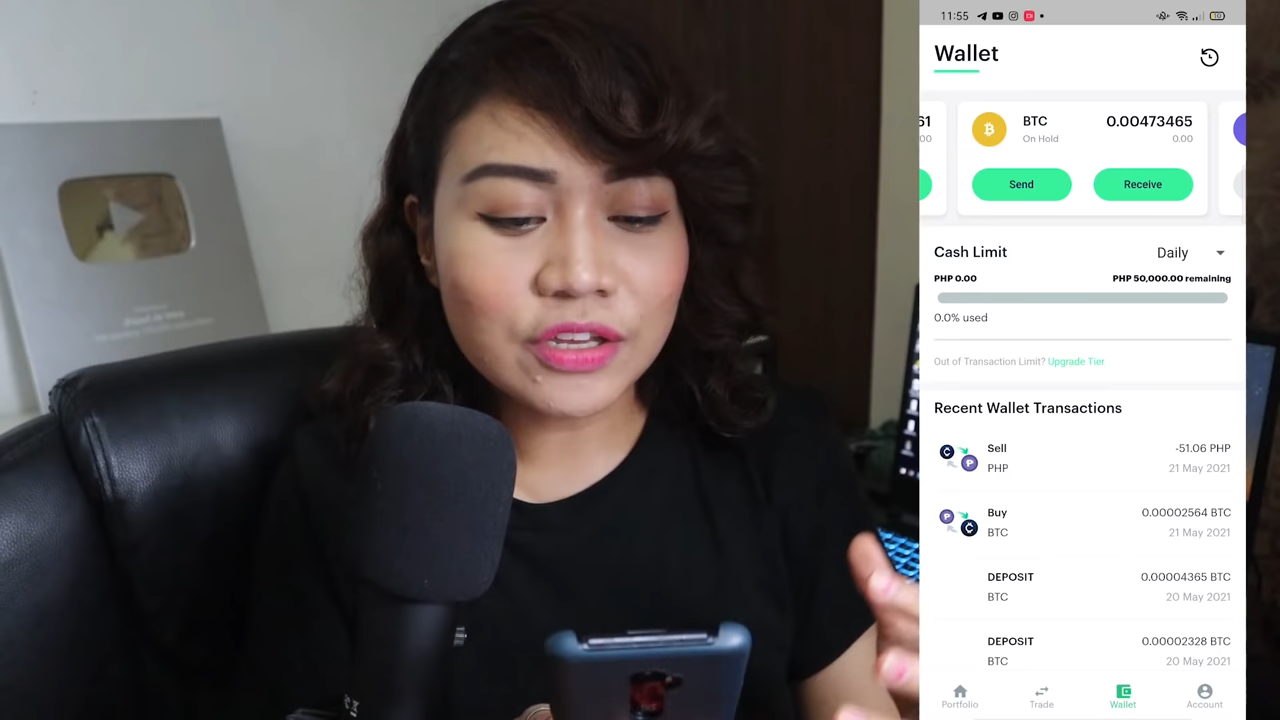 11:55
Wallet
61
00
BTC
0.00473465
On Hold
0.00
Send
Receive
Cash Limit
Daily
PHP 0.00
PHP 50,000.00 remaining
0.0% used
Out of Transaction Limit? Upgrade Tier
Recent Wallet Transactions
Sell
-51.06 PHP
PHP
21 May 2021
Buy
0.00002564 BTC
BTC
21 May 2021
DEPOSIT
0.00004365 BTC
BTC
20 May 2021
DEPOSIT
0.00002328 BTC
BTC
20 May 2021
Portfolio
Trade
Wallet
Account